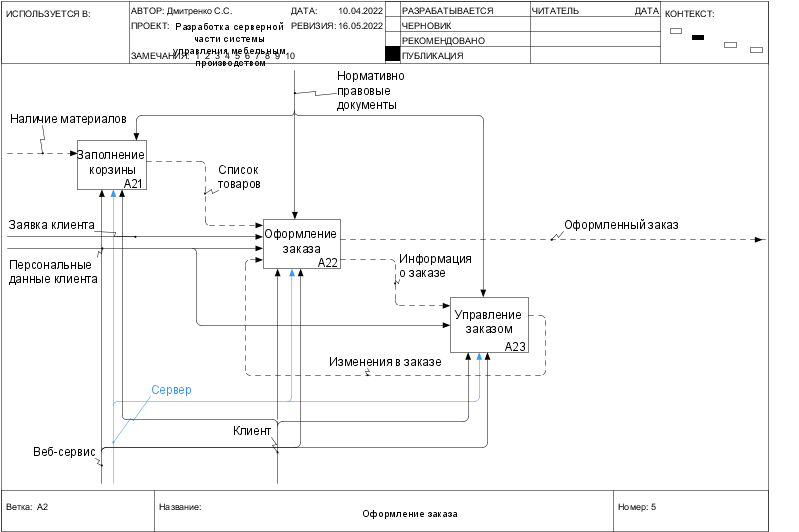 ИСПОЛЬЗУЕТСЯ В:
АВТОР: Дмитренко С.С.
ДАТА: 10.04.2022
ПРОЕКТ: Разработка серверной
части системы
управления мебельным
производством
РЕВИЗИЯ: 16.05.2022
ЗАМЕЧАНИЯ: 1 2 3 4 5 6 7 8 9 10
РАЗРАБАТЫВАЕТСЯ
ЧЕРНОВИК
РЕКОМЕНДОВАНО
ПУБЛИКАЦИЯ
ЧИТАТЕЛЬ ДАТА
КОНТЕКСТ:
Нормативно
правовые
документы
Наличие материалов
Заполнение
корзины
A21
Список
товаров
Заявка клиента
Персональные
данные клиента
Оформление
заказа
A22
Оформленный заказ
Информация
о заказе
Управление
заказом
A23
Изменения в заказе
Сервер
Клиент
Веб-сервис
Ветка: A2
Название:
Оформление заказа
Номер: 5